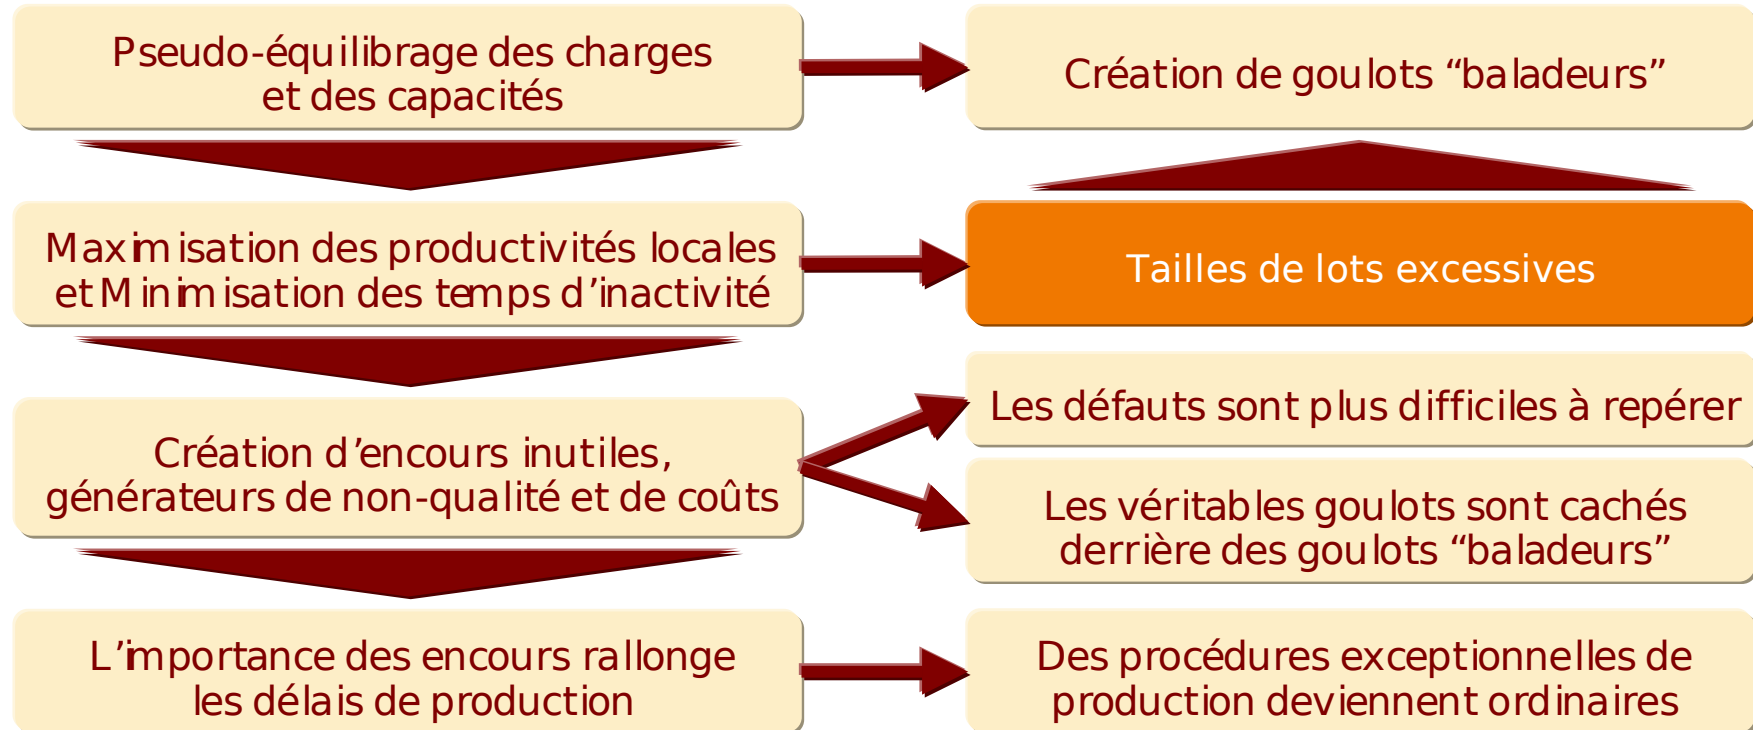 Pseudo-équilibrage des charges
et des capacités
Création de goulots “baladeurs”
Maximisation des productivités locales
et Minimisation des temps d’inactivité
Tailles de lots excessives
Création d’encours inutiles,
générateurs de non-qualité et de coûts
Les défauts sont plus difficiles à repérer
Les véritables goulots sont cachés
derrière des goulots “baladeurs”
L’importance des encours rallonge
les délais de production
Des procédures exceptionnelles de
production deviennent ordinaires